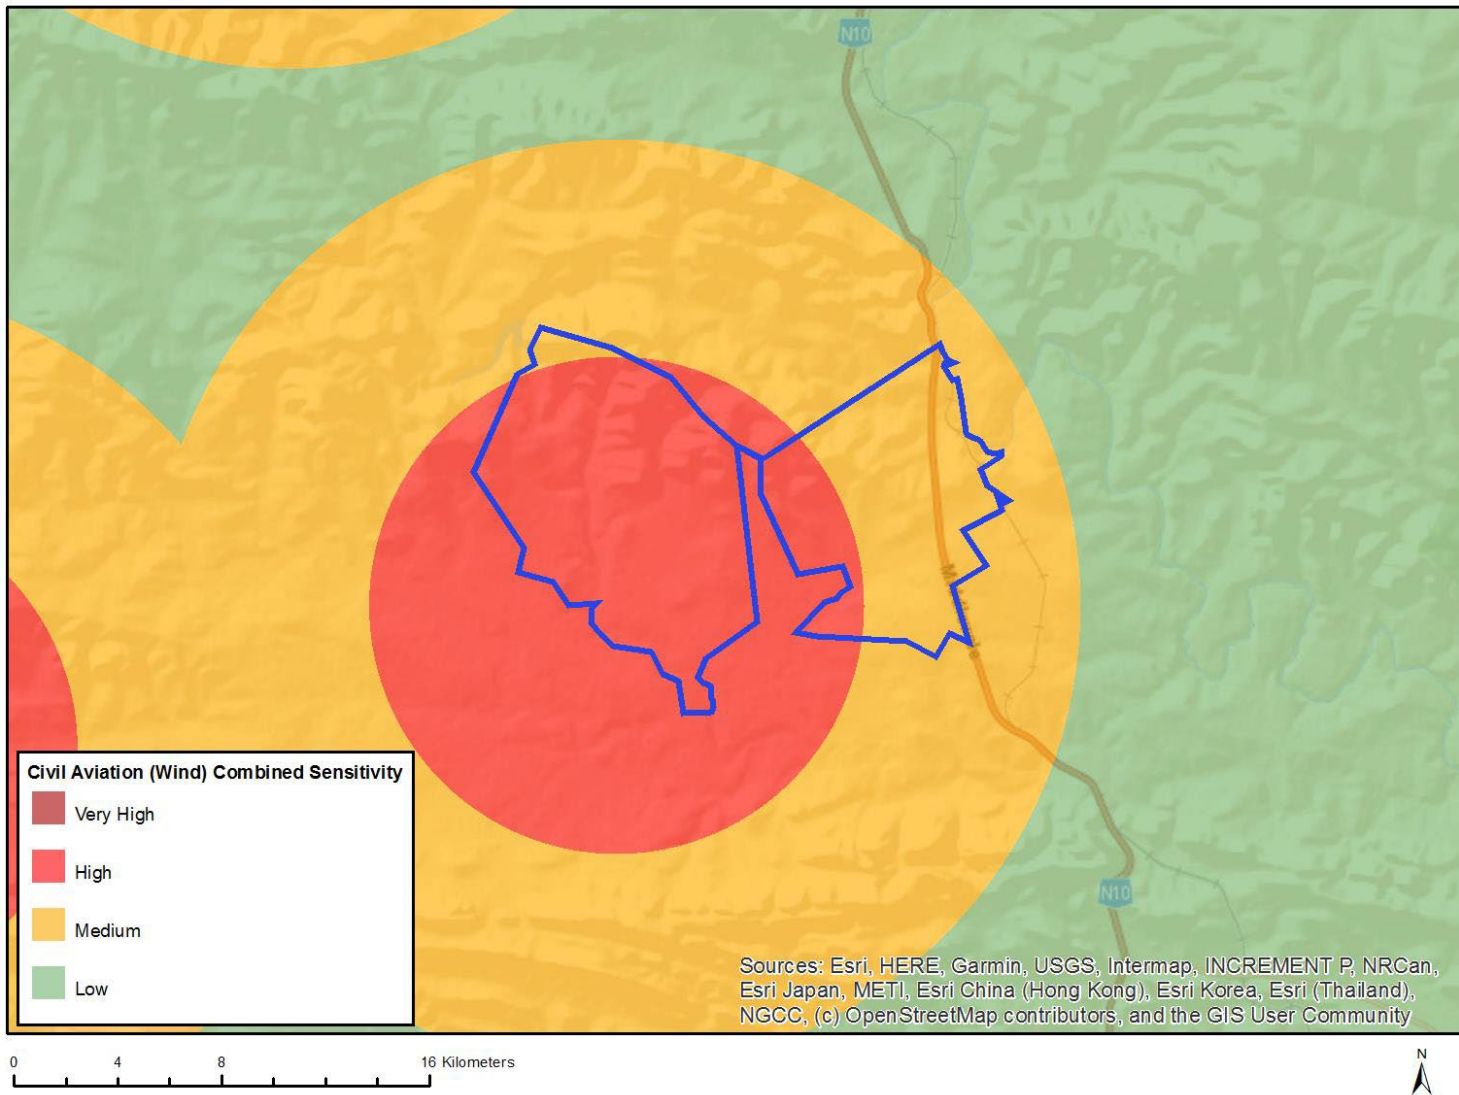 N10
Civil Aviation (Wind) Combined Sensitivity
Very High
High
Medium
Low
N10
Sources: Esri, HERE, Garmin, USGS, Intermap, INCREMENT P, NRCan,
Esri Japan, METI, Esri China (Hong Kong), Esri Korea, Esri (Thailand),
NGCC, (c) OpenStreetMap contributors, and the GIS User Community
0 4 8 16 Kilometers
N